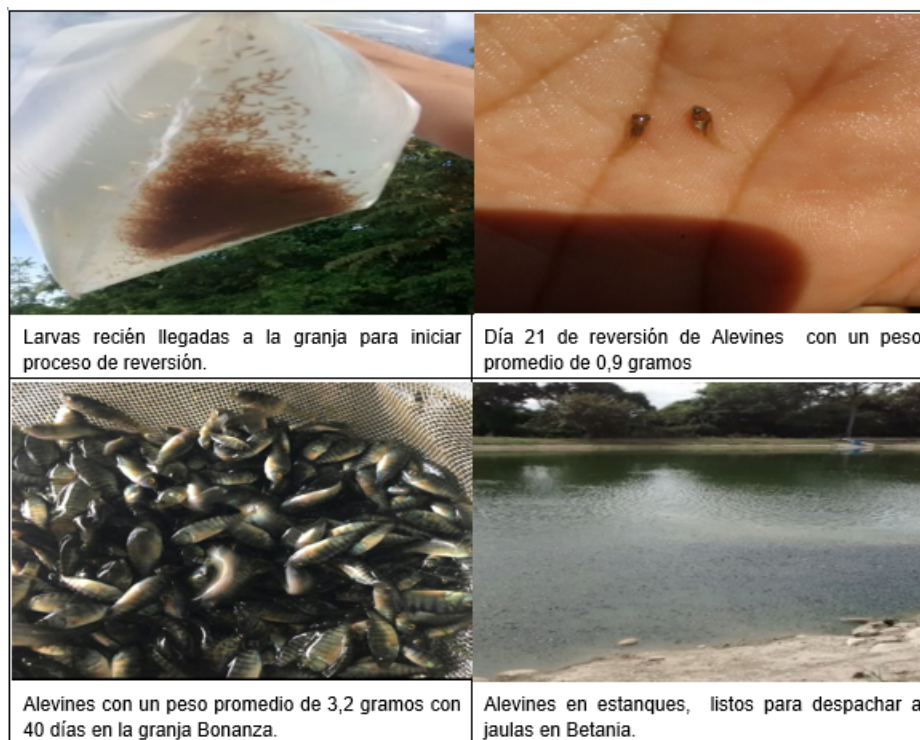 Larvas recién llegadas a la granja para iniciar
proceso de reversión.
Día 21 de reversión de Alevines con un peso
promedio de 0,9 gramos
Alevines con un peso promedio de 3,2 gramos con
40 días en la granja Bonanza.
Alevines en estanques, listos para despachar a
jaulas en Betania.